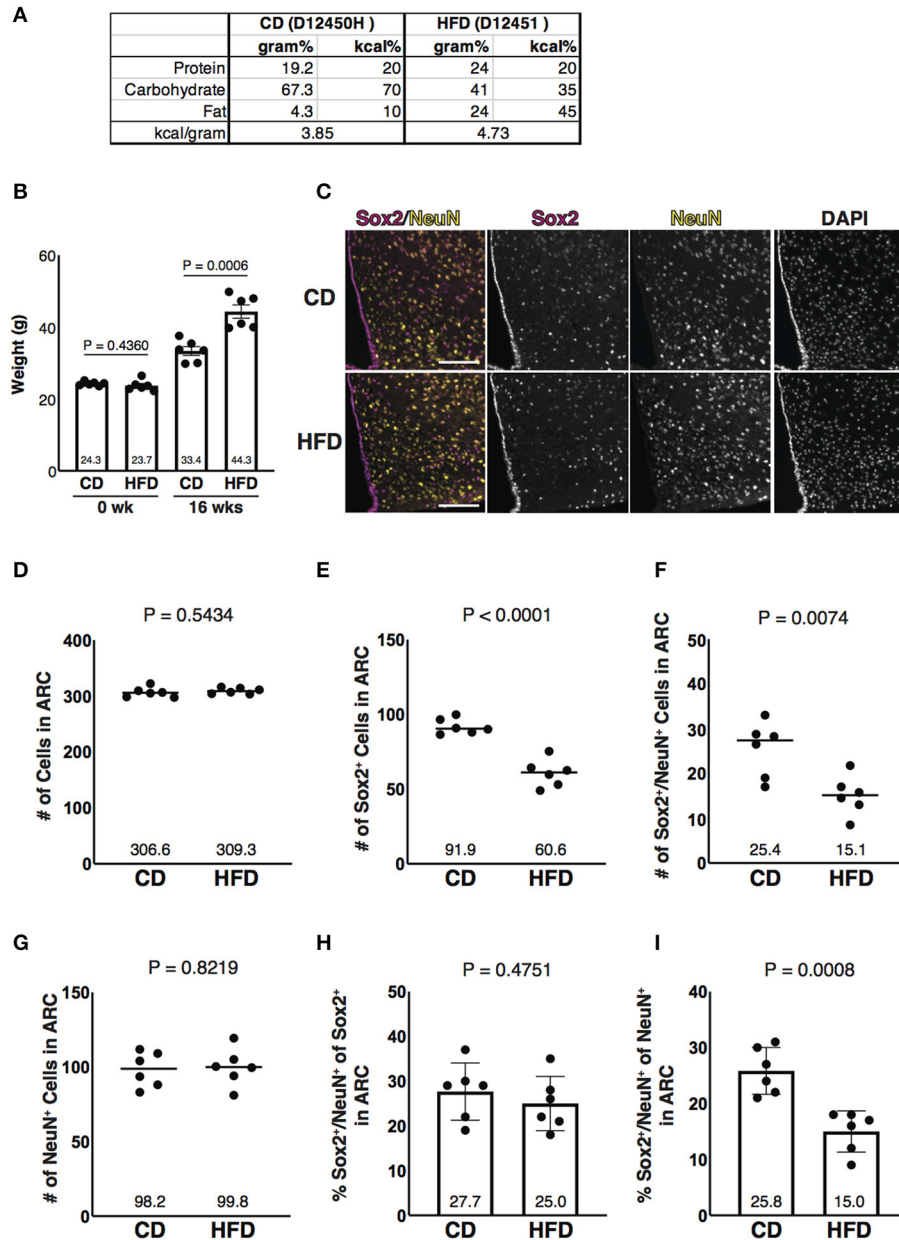 A
CD (D12450H ) HFD (D12451 )
gram% kcal% gram% kcal%
Protein 19.2 20 24 20
Carbohydrate 67.3 70 41 35
Fat 4.3 10 24 45
kcal/gram 3.85 4.73
B
Weight (g)
60
40
20
0
P = 0.4360
P = 0.0006
24.3 23.7 33.4 44.3
CD HFD CD HFD
0 wk 16 wks
C
Sox2/NeuN Sox2 NeuN DAPI
CD
HFD
D
P = 0.5434
# of Cells in ARC
400
300
200
100
0
306.6 309.3
CD HFD
E
P < 0.0001
# of Sox2⁺ Cells in ARC
150
100
50
0
91.9 60.6
CD HFD
F
P = 0.0074
# of Sox2⁺/NeuN⁺ Cells in ARC
50
40
30
20
10
0
25.4 15.1
CD HFD
G
P = 0.8219
# of NeuN⁺ Cells in ARC
150
100
50
0
98.2 99.8
CD HFD
H
P = 0.4751
% Sox2⁺/NeuN⁺ of Sox2⁺
in ARC
50
40
30
20
10
0
27.7 25.0
CD HFD
I
P = 0.0008
% Sox2⁺/NeuN⁺ of NeuN⁺
in ARC
40
30
20
10
0
25.8 15.0
CD HFD